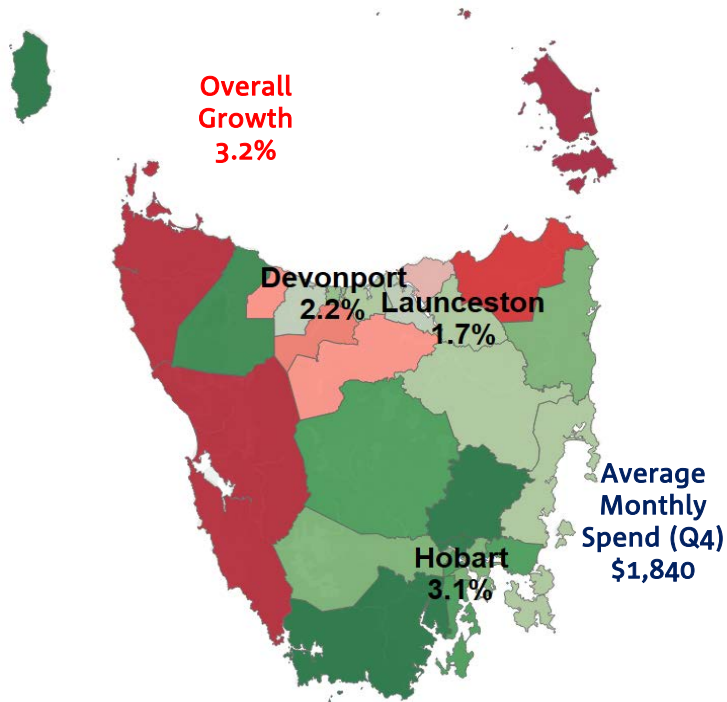 Overall
Growth
3.2%
Devonport
2.2%
Launceston
1.7%
Average
Monthly
Spend (Q4)
$1,840
Hobart
3.1%